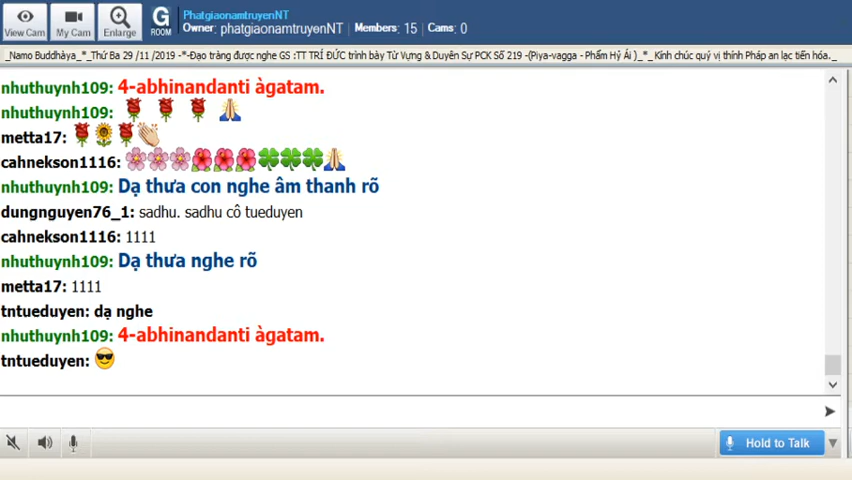 View Cam
My Cam
Enlarge
G
ROOM
PhatgiaonamtruyenNT
Owner: phatgiaonamtruyenNT
Members: 15
Cams: 0
_Namo Buddhàya_*_Thứ Ba 29 /11 /2019 -*-Đạo tràng được nghe GS :TT TRÍ ĐỨC trình bày Từ Vựng & Duyên Sự PCK Số 219 -(Piya-vagga - Phẩm Hỷ Ái )_*_ Kính chúc quý vị thính Pháp an lạc tiến hóa._
nhuthuynh109: 4-abhinandanti àgatam.
nhuthuynh109: 🌹 🌹 🌹 🙏
metta17: 🌹🌻🌹👏
cahnekson1116: 🌸🌸🌸🌺🌺🌺🍀🍀🍀🙏
nhuthuynh109: Dạ thưa con nghe âm thanh rõ
dungnguyen76_1: sadhu. sadhu cô tueduyen
cahnekson1116: 1111
nhuthuynh109: Dạ thưa nghe rõ
metta17: 1111
tntueduyen: dạ nghe
nhuthuynh109: 4-abhinandanti àgatam.
tntueduyen: 😎
Hold to Talk